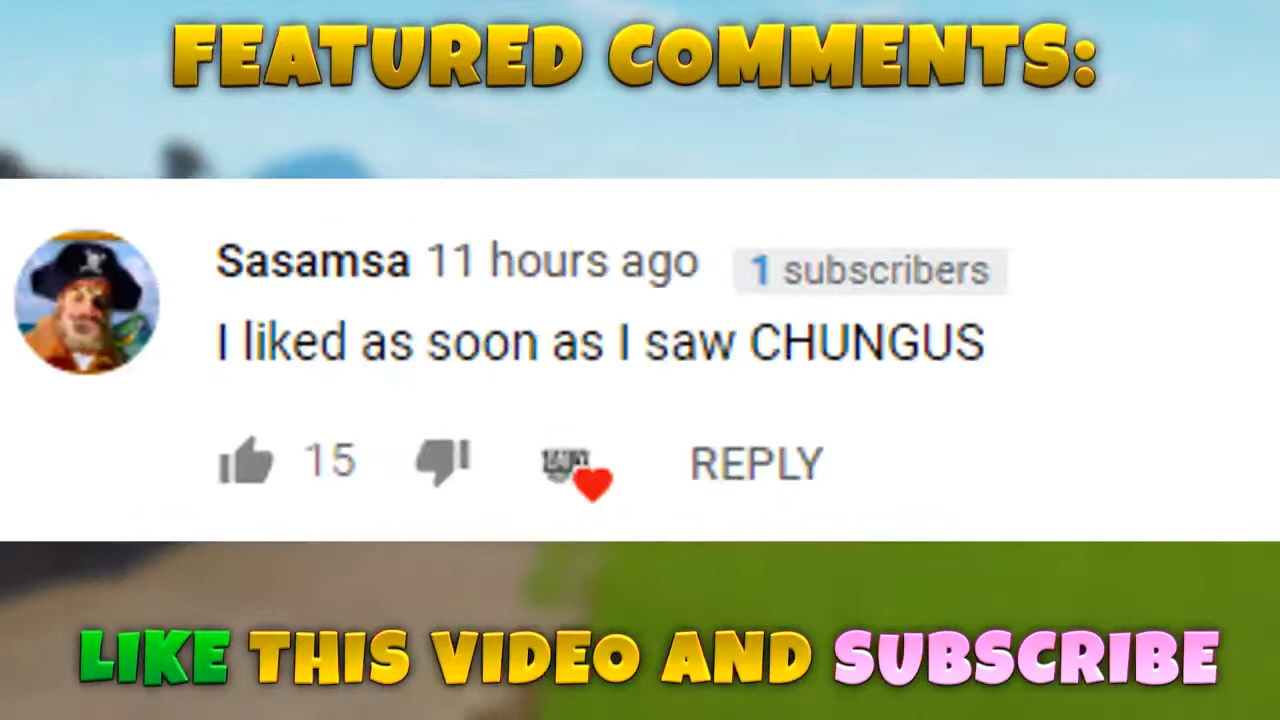 FEATURED COMMENTS:
Sasamsa 11 hours ago 1 subscribers
I liked as soon as I saw CHUNGUS
15 REPLY
LIKE THIS VIDEO AND SUBSCRIBE